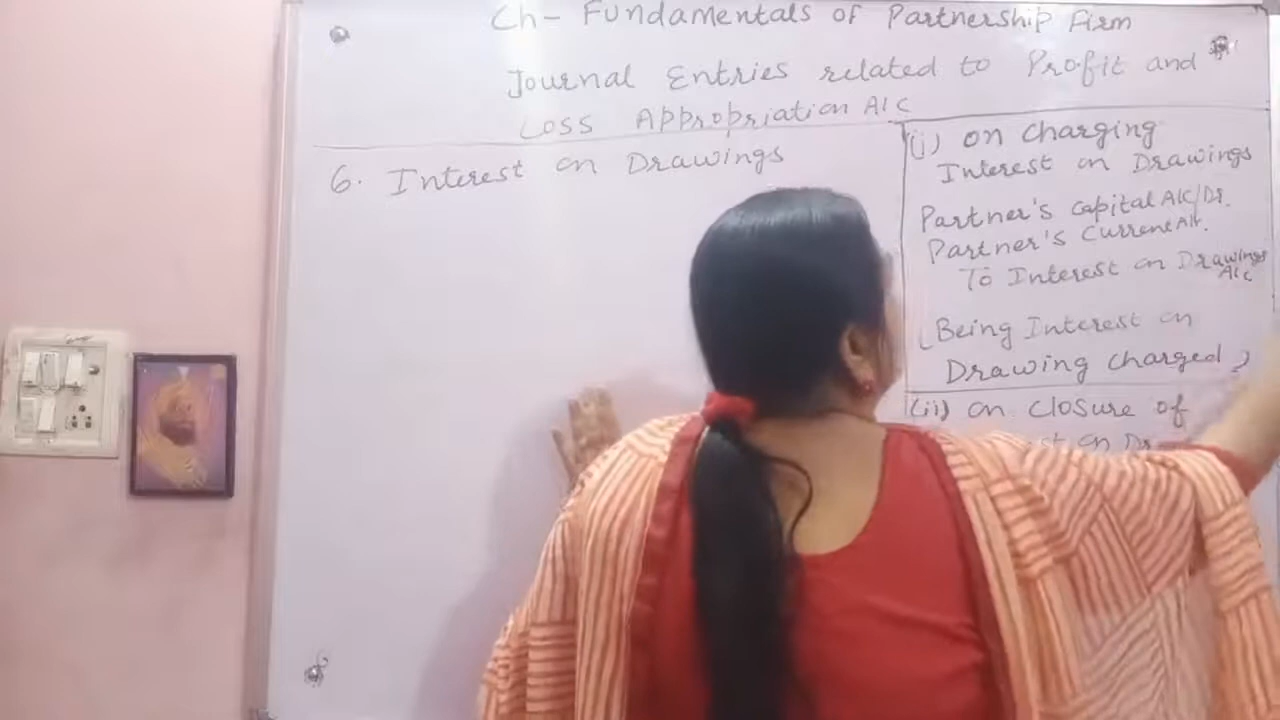 Ch- Fundamentals of Partnership Firm
Journal Entries related to Profit and
Loss Appropriation A/c
6. Interest on Drawings
(i) on charging
Interest on Drawings
Partner's Capital A/c/Dr.
Partner's Current A/c.
To Interest on Drawings
A/c
(Being Interest on
Drawing charged)
(ii) on closure of
on